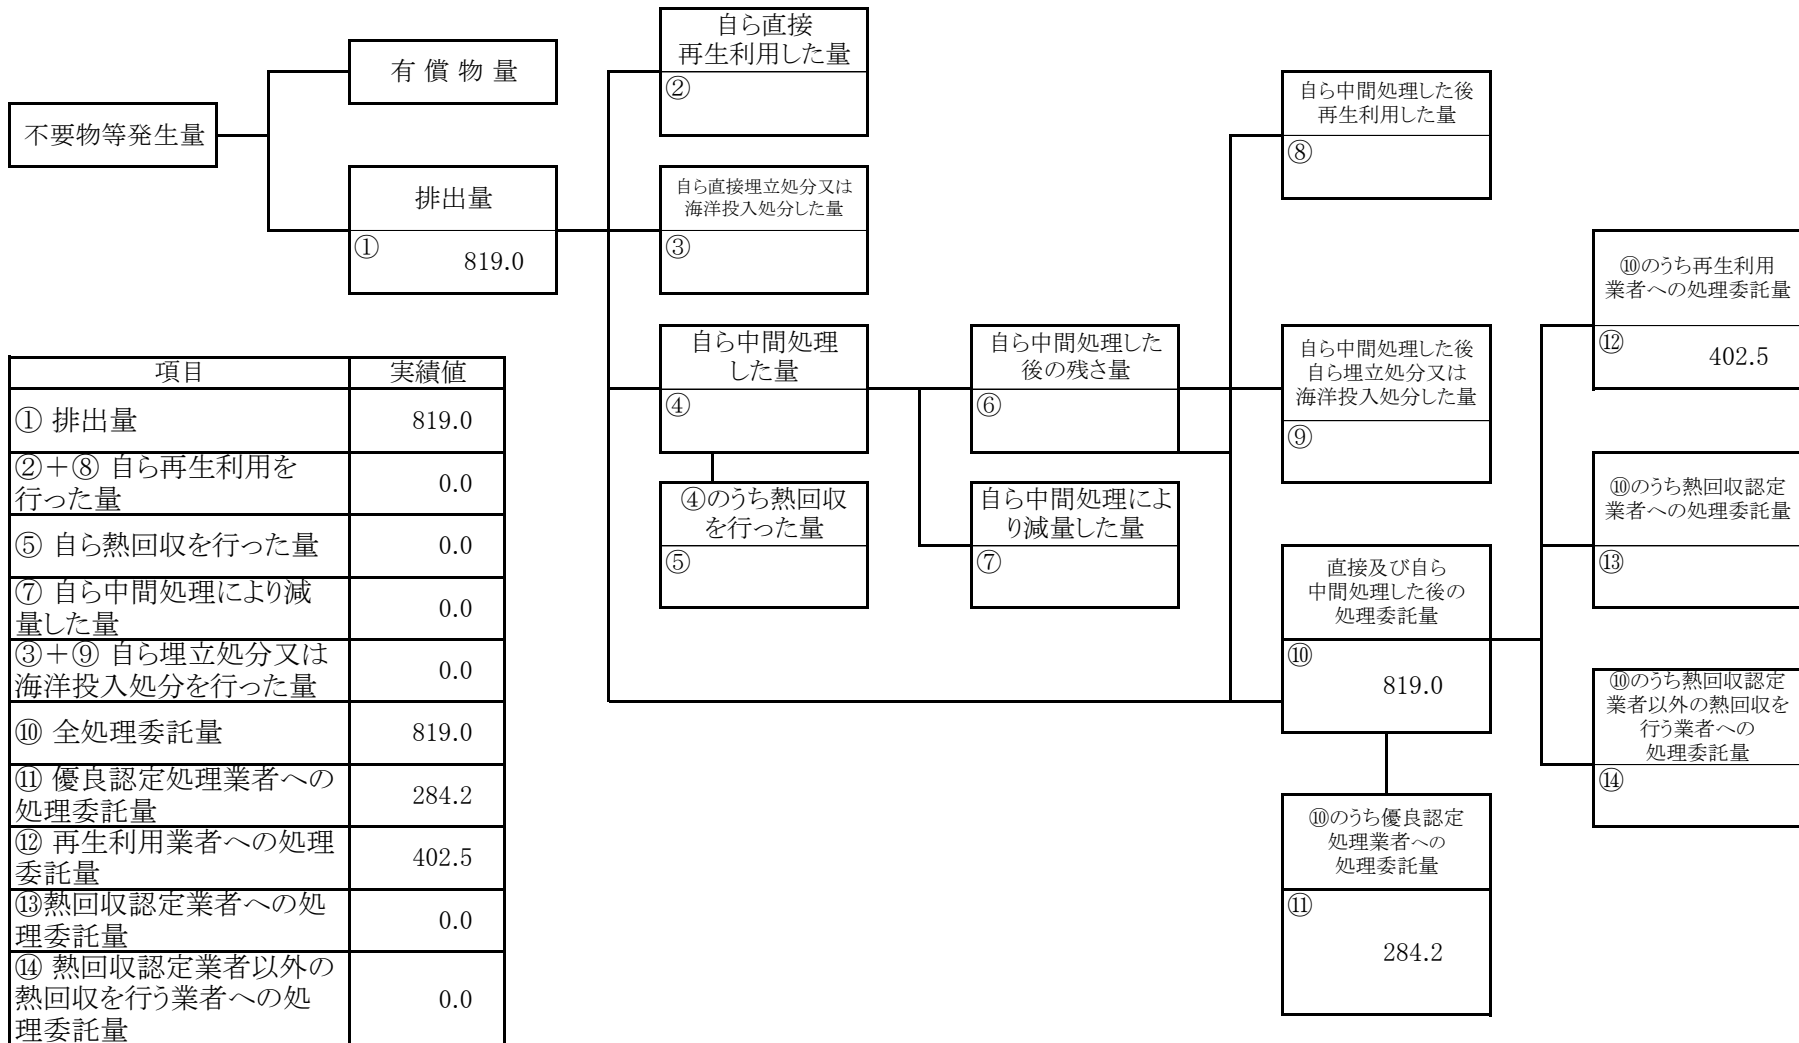 不要物等発生量
有 償 物 量
排出量
①
819.0
自ら直接
再生利用した量
②
自ら直接埋立処分又は
海洋投入処分した量
③
自ら中間処理
した量
④
④のうち熱回収
を行った量
⑤
自ら中間処理した
後の残さ量
⑥
自ら中間処理によ
り減量した量
⑦
自ら中間処理した後
再生利用した量
⑧
自ら中間処理した後
自ら埋立処分又は
海洋投入処分した量
⑨
直接及び自ら
中間処理した後の
処理委託量
⑩
819.0
⑩のうち優良認定
処理業者への
処理委託量
⑪
284.2
⑩のうち再生利用
業者への処理委託量
⑫
402.5
⑩のうち熱回収認定
業者への処理委託量
⑬
⑩のうち熱回収認定
業者以外の熱回収を
行う業者への
処理委託量
⑭
項目 実績値
① 排出量 819.0
②＋⑧ 自ら再生利用を
行った量 0.0
⑤ 自ら熱回収を行った量 0.0
⑦ 自ら中間処理により減
量した量 0.0
③＋⑨ 自ら埋立処分又は
海洋投入処分を行った量 0.0
⑩ 全処理委託量 819.0
⑪ 優良認定処理業者への
処理委託量 284.2
⑫ 再生利用業者への処理
委託量 402.5
⑬熱回収認定業者への処
理委託量 0.0
⑭ 熱回収認定業者以外の
熱回収を行う業者への処
理委託量 0.0